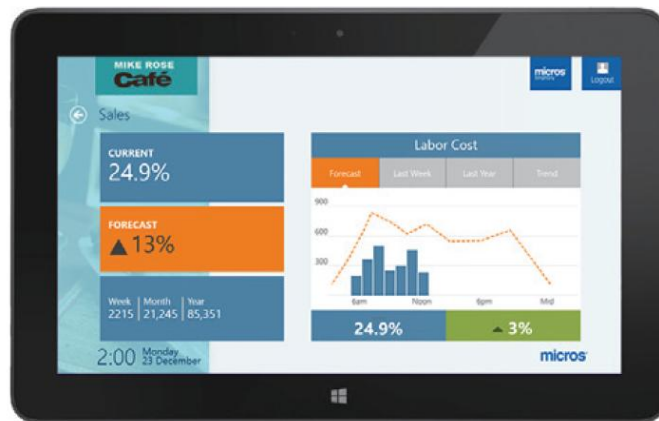 MIKE ROSE
Café
micros
Logout
Sales
CURRENT
24.9%
FORECAST
▲13%
Week Month Year
2215 21,245 85,351
2:00 Monday
23 December
Labor Cost
Forecast Last Week Last Year Trend
900
600
300
6am Noon 6pm Mid
24.9% ▲ 3%
micros